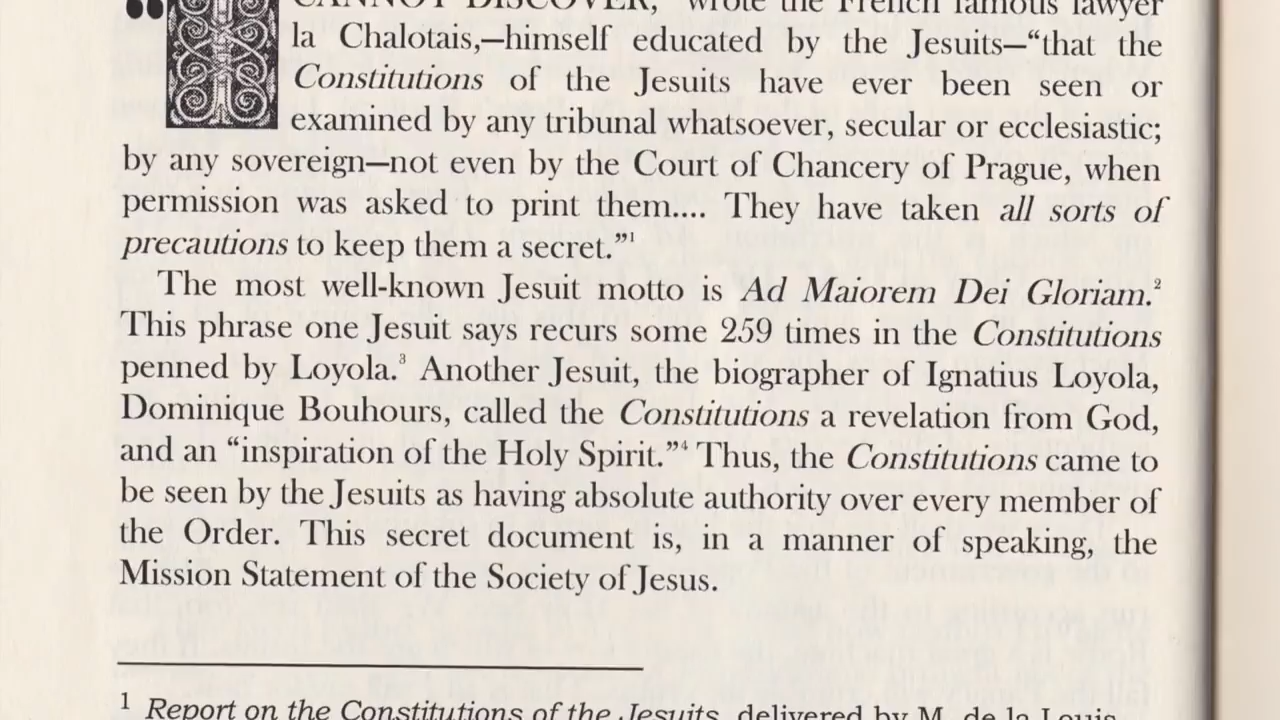 “ CANNOT DISCOVER,” wrote the French famous lawyer
la Chalotais,—himself educated by the Jesuits—“that the
Constitutions of the Jesuits have ever been seen or
examined by any tribunal whatsoever, secular or ecclesiastic;
by any sovereign—not even by the Court of Chancery of Prague, when
permission was asked to print them.... They have taken all sorts of
precautions to keep them a secret.”¹
The most well-known Jesuit motto is Ad Maiorem Dei Gloriam.²
This phrase one Jesuit says recurs some 259 times in the Constitutions
penned by Loyola.³ Another Jesuit, the biographer of Ignatius Loyola,
Dominique Bouhours, called the Constitutions a revelation from God,
and an “inspiration of the Holy Spirit.”⁴ Thus, the Constitutions came to
be seen by the Jesuits as having absolute authority over every member of
the Order. This secret document is, in a manner of speaking, the
Mission Statement of the Society of Jesus.
¹ Report on the Constitutions of the Jesuits, delivered by M. de la Louis